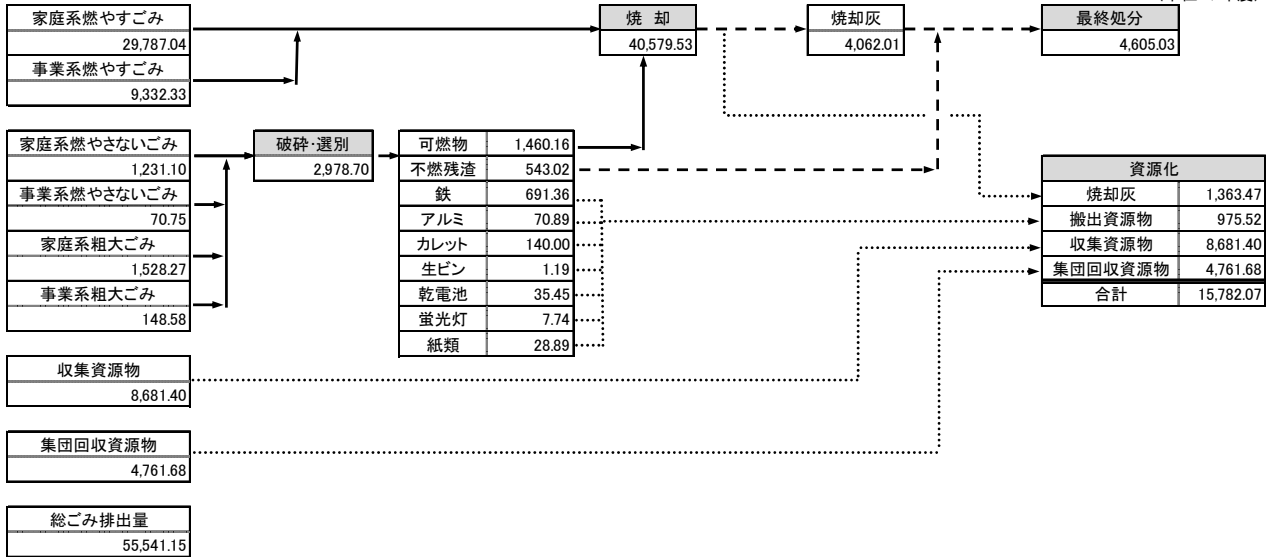 家庭系燃やすごみ
29,787.04
事業系燃やすごみ
9,332.33
焼 却
40,579.53
焼却灰
4,062.01
最終処分
4,605.03
家庭系燃やさないごみ
1,231.10
事業系燃やさないごみ
70.75
家庭系粗大ごみ
1,528.27
事業系粗大ごみ
148.58
破砕・選別
2,978.70
可燃物 1,460.16
不燃残渣 543.02
鉄 691.36
アルミ 70.89
カレット 140.00
生ビン 1.19
乾電池 35.45
蛍光灯 7.74
紙類 28.89
資源化
焼却灰 1,363.47
搬出資源物 975.52
収集資源物 8,681.40
集団回収資源物 4,761.68
合計 15,782.07
収集資源物
8,681.40
集団回収資源物
4,761.68
総ごみ排出量
55,541.15